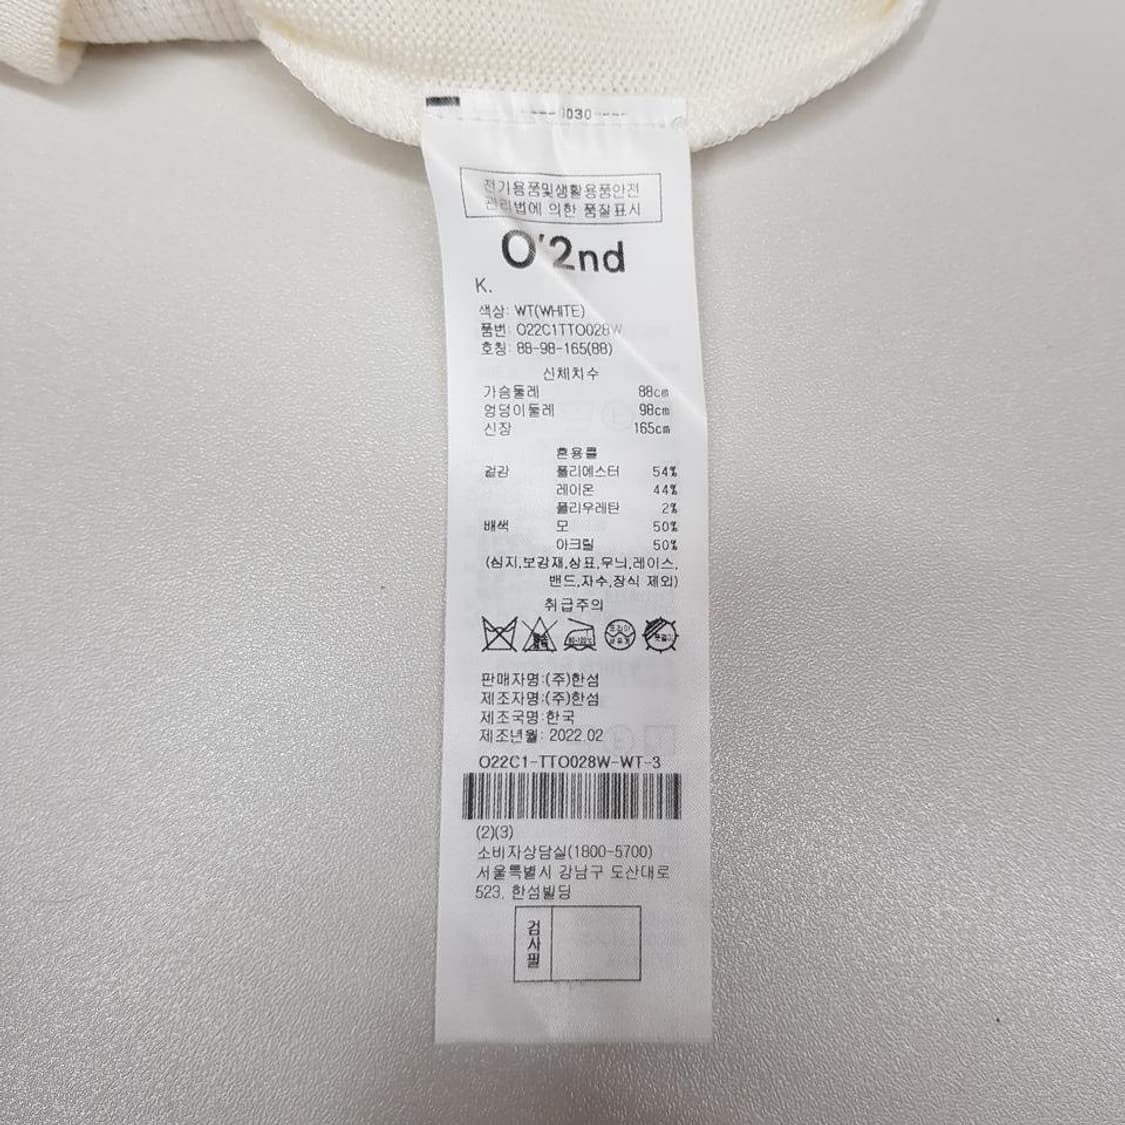 1030
전기용품및생활용품안전
관리법에 의한 품질표시
O'2nd
K.
색상: WT(WHITE)
품번: O22C1TTO028W
호칭: 88-98-165(88)
신체치수
가슴둘레 88cm
엉덩이둘레 98cm
신장 165cm
혼용률
겉감 폴리에스터 54%
레이온 44%
폴리우레탄 2%
배색 모 50%
아크릴 50%
(심지,보강재,상표,무늬,레이스,
밴드,자수,장식 제외)
취급주의
80~120℃
판매자명:(주)한섬
제조자명:(주)한섬
제조국명:한국
제조년월: 2022.02
O22C1-TTO028W-WT-3
(2)(3)
소비자상담실(1800-5700)
서울특별시 강남구 도산대로
523, 한섬빌딩
검사필